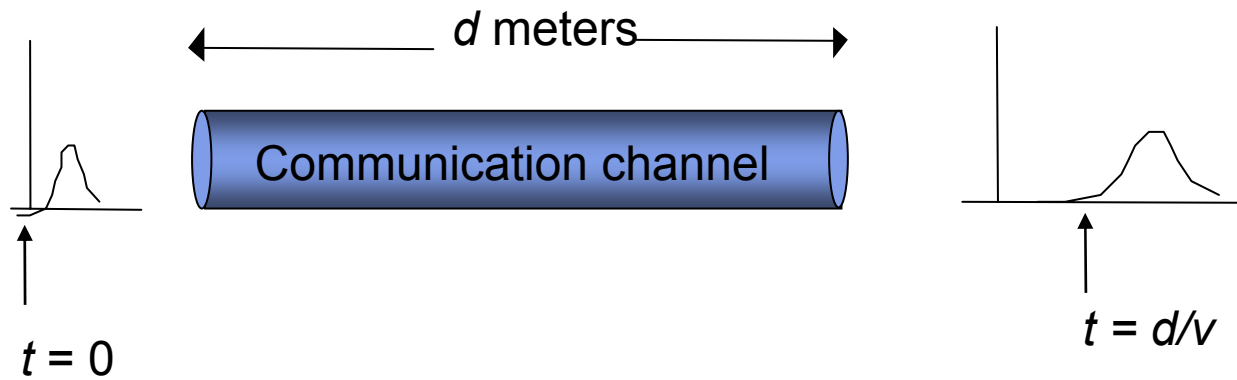 d meters
Communication channel
t = 0
t = d/v